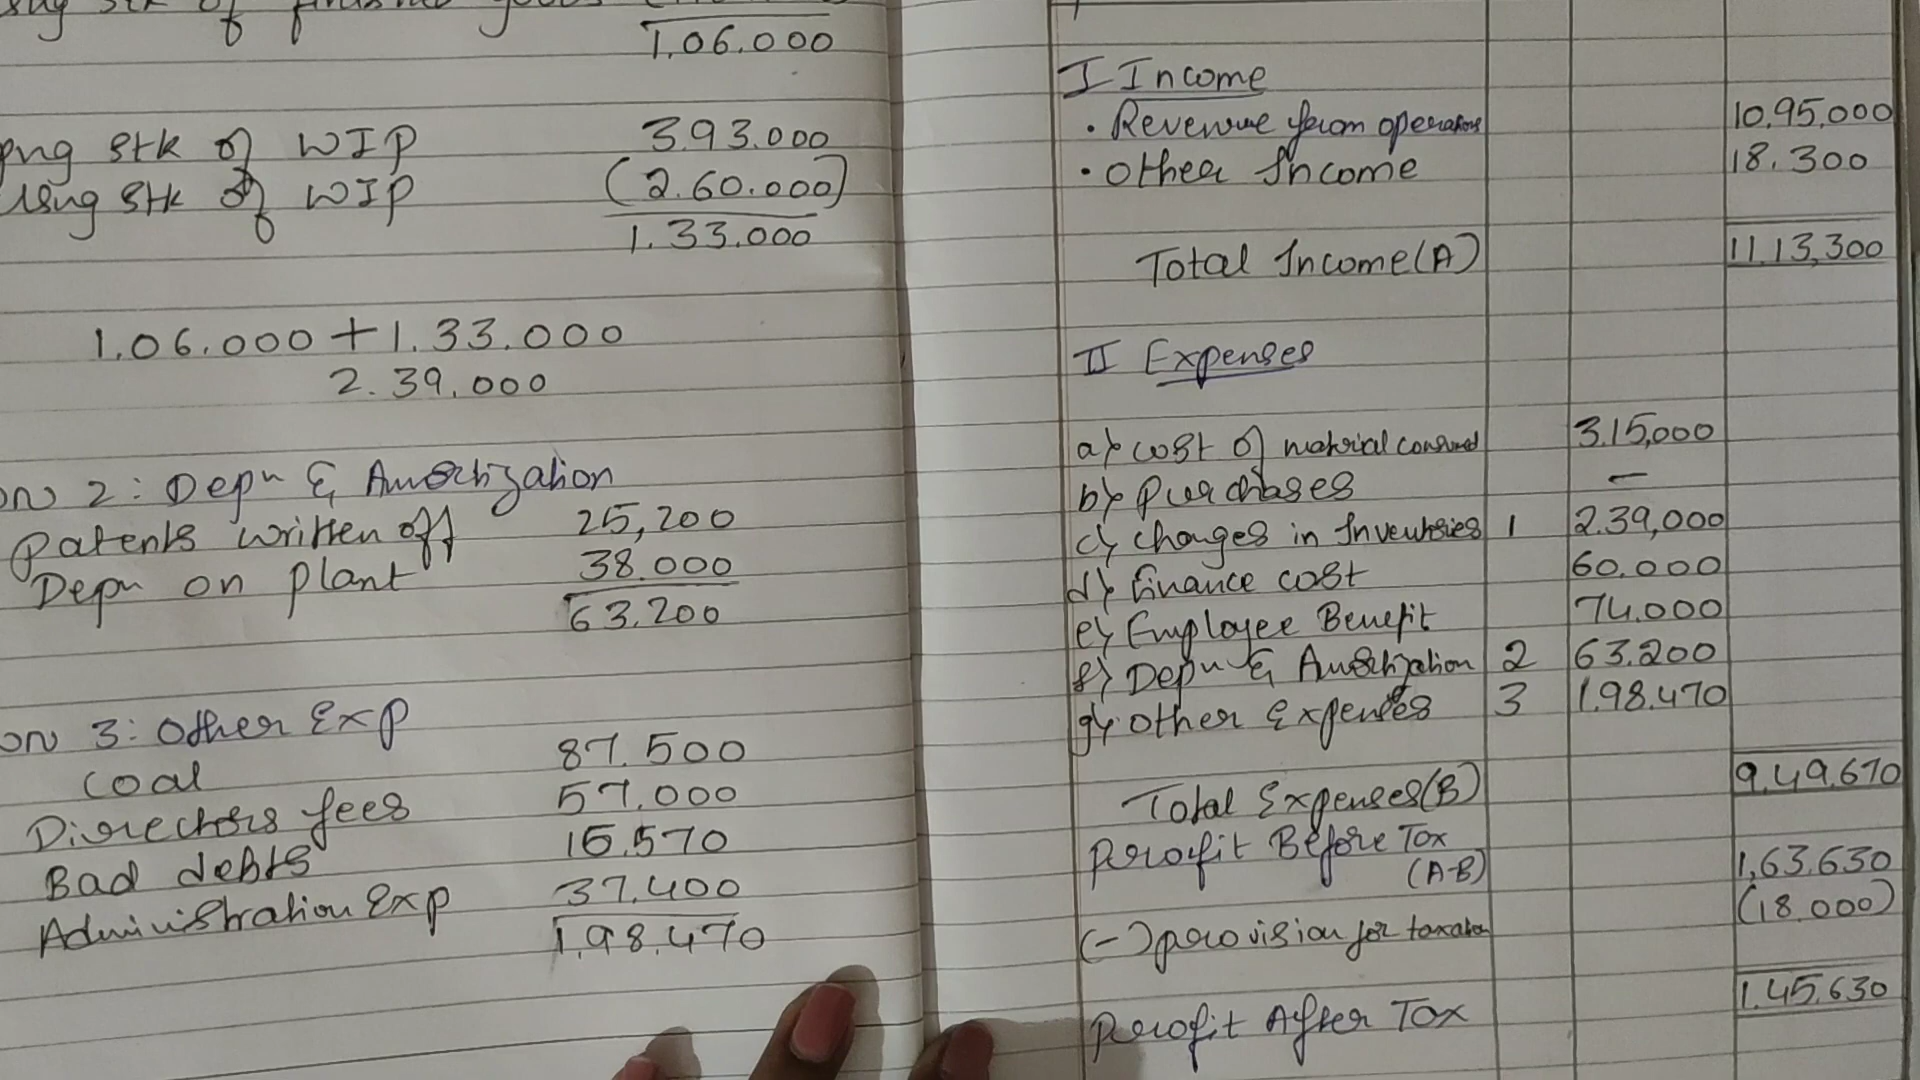 of finished goods
1,06.000
stk of WIP 3.93.000
stk of WIP (2.60.000)
1.33.000
1.06.000 + 1.33.000
2.39.000
2: Depn & Amortization
Patents written off 25,200
Depn on plant 38.000
63.200
3: Other Exp
Coal 87.500
Directors fees 57.000
Bad debts 16.570
Administration Exp 37.400
1,98.470
I Income
• Revenue from operations 10,95,000
• Other Income 18.300
Total Income (A) 11.13,300
II Expenses
a) Cost of material consumed 3.15,000
b) Purchases —
c) Changes in Inventories 1 2.39,000
d) Finance cost 60.000
e) Employee Benefit 74.000
f) Depn & Amortization 2 63.200
g) Other Expenses 3 1.98.470
Total Expenses (B) 9,49,670
Profit Before Tax
(A-B) 1,63.630
(-) provision for taxation (18.000)
Profit After Tax 1.45.630